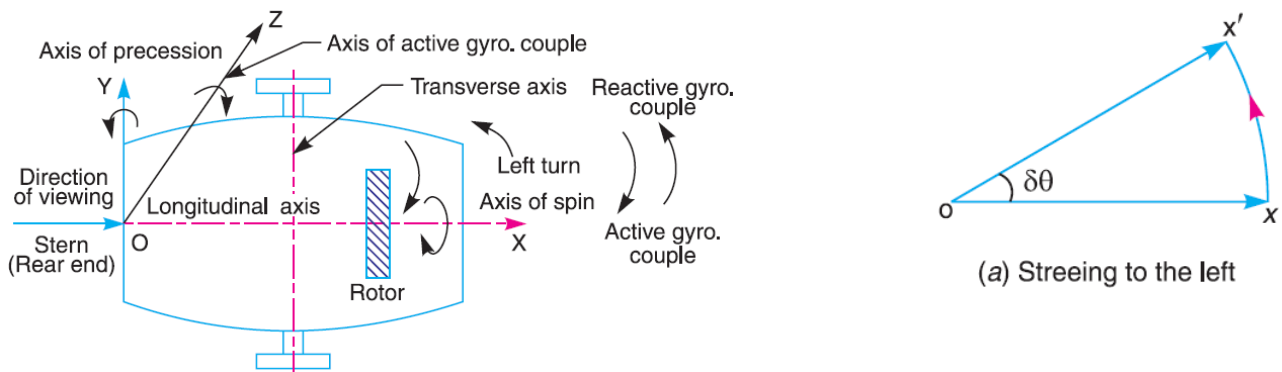 Z
Axis of precession
Axis of active gyro. couple
Y
Transverse axis
Reactive gyro.
couple
Left turn
Direction
of viewing
Longitudinal axis
Axis of spin
O
X
Stern
(Rear end)
Rotor
Active gyro.
couple
x′
δθ
o
x
(a) Streeing to the left